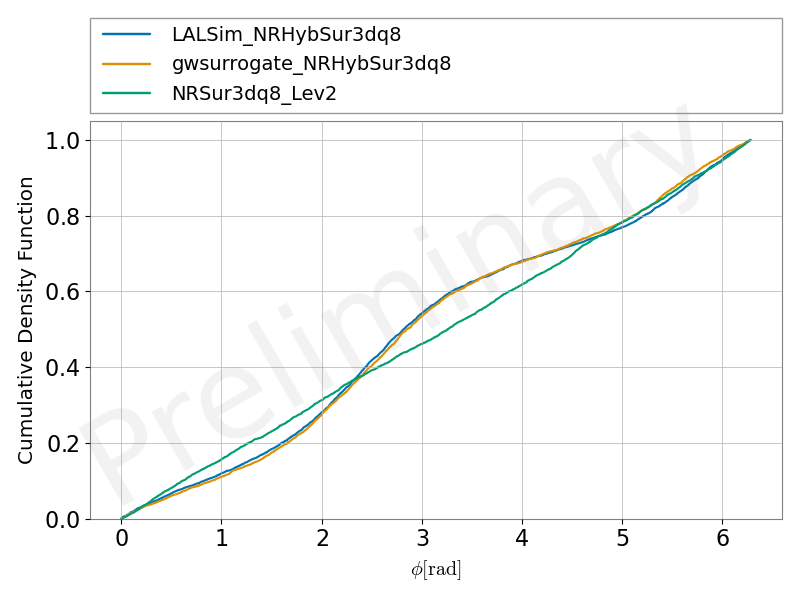 LALSim_NRHybSur3dq8
gwsurrogate_NRHybSur3dq8
NRSur3dq8_Lev2
Preliminary
Cumulative Density Function
1.0
0.8
0.6
0.4
0.2
0.0
0 1 2 3 4 5 6
ϕ[rad]